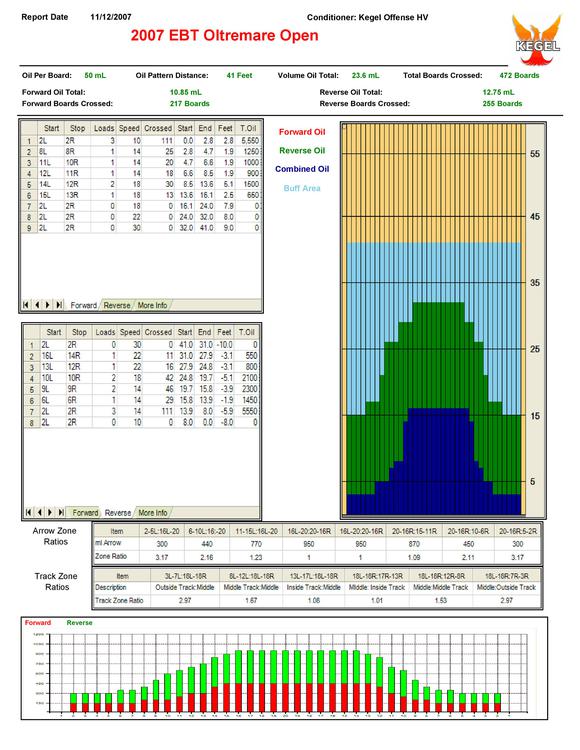 Report Date 11/12/2007 Conditioner: Kegel Offense HV
2007 EBT Oltremare Open
KEGEL
Oil Per Board: 50 mL Oil Pattern Distance: 41 Feet Volume Oil Total: 23.6 mL Total Boards Crossed: 472 Boards
Forward Oil Total: 10.85 mL Reverse Oil Total: 12.75 mL
Forward Boards Crossed: 217 Boards Reverse Boards Crossed: 255 Boards
Start Stop Loads Speed Crossed Start End Feet T.Oil
1 2L 2R 3 10 111 0.0 2.8 2.8 5,550
2 8L 8R 1 14 25 2.8 4.7 1.9 1250
3 11L 10R 1 14 20 4.7 6.6 1.9 1000
4 12L 11R 1 14 18 6.6 8.5 1.9 900
5 14L 12R 2 18 30 8.5 13.6 5.1 1500
6 15L 13R 1 18 13 13.6 16.1 2.5 650
7 2L 2R 0 18 0 16.1 24.0 7.9 0
8 2L 2R 0 22 0 24.0 32.0 8.0 0
9 2L 2R 0 30 0 32.0 41.0 9.0 0
Forward Reverse More Info
Forward Oil
Reverse Oil
Combined Oil
Buff Area
55
45
35
25
15
5
Start Stop Loads Speed Crossed Start End Feet T.Oil
1 2L 2R 0 30 0 41.0 31.0 -10.0 0
2 16L 14R 1 22 11 31.0 27.9 -3.1 550
3 13L 12R 1 22 16 27.9 24.8 -3.1 800
4 10L 10R 2 18 42 24.8 19.7 -5.1 2100
5 9L 9R 2 14 46 19.7 15.8 -3.9 2300
6 6L 6R 1 14 29 15.8 13.9 -1.9 1450
7 2L 2R 3 14 111 13.9 8.0 -5.9 5550
8 2L 2R 0 10 0 8.0 0.0 -8.0 0
Forward Reverse More Info
Arrow Zone Ratios
Item 2-5L:16L-20 6-10L:16-20 11-15L:16L-20 16L-20:20-16R 16L-20:20-16R 20-16R:15-11R 20-16R:10-6R 20-16R:5-2R
ml Arrow 300 440 770 950 950 870 450 300
Zone Ratio 3.17 2.16 1.23 1 1 1.09 2.11 3.17
Track Zone Ratios
Item 3L-7L:18L-18R 8L-12L:18L-18R 13L-17L:18L-18R 18L-18R:17R-13R 18L-18R:12R-8R 18L-18R:7R-3R
Description Outside Track:Middle Middle Track:Middle Inside Track:Middle Middle: Inside Track Middle:Middle Track Middle:Outside Track
Track Zone Ratio 2.97 1.67 1.06 1.01 1.53 2.97
Forward Reverse